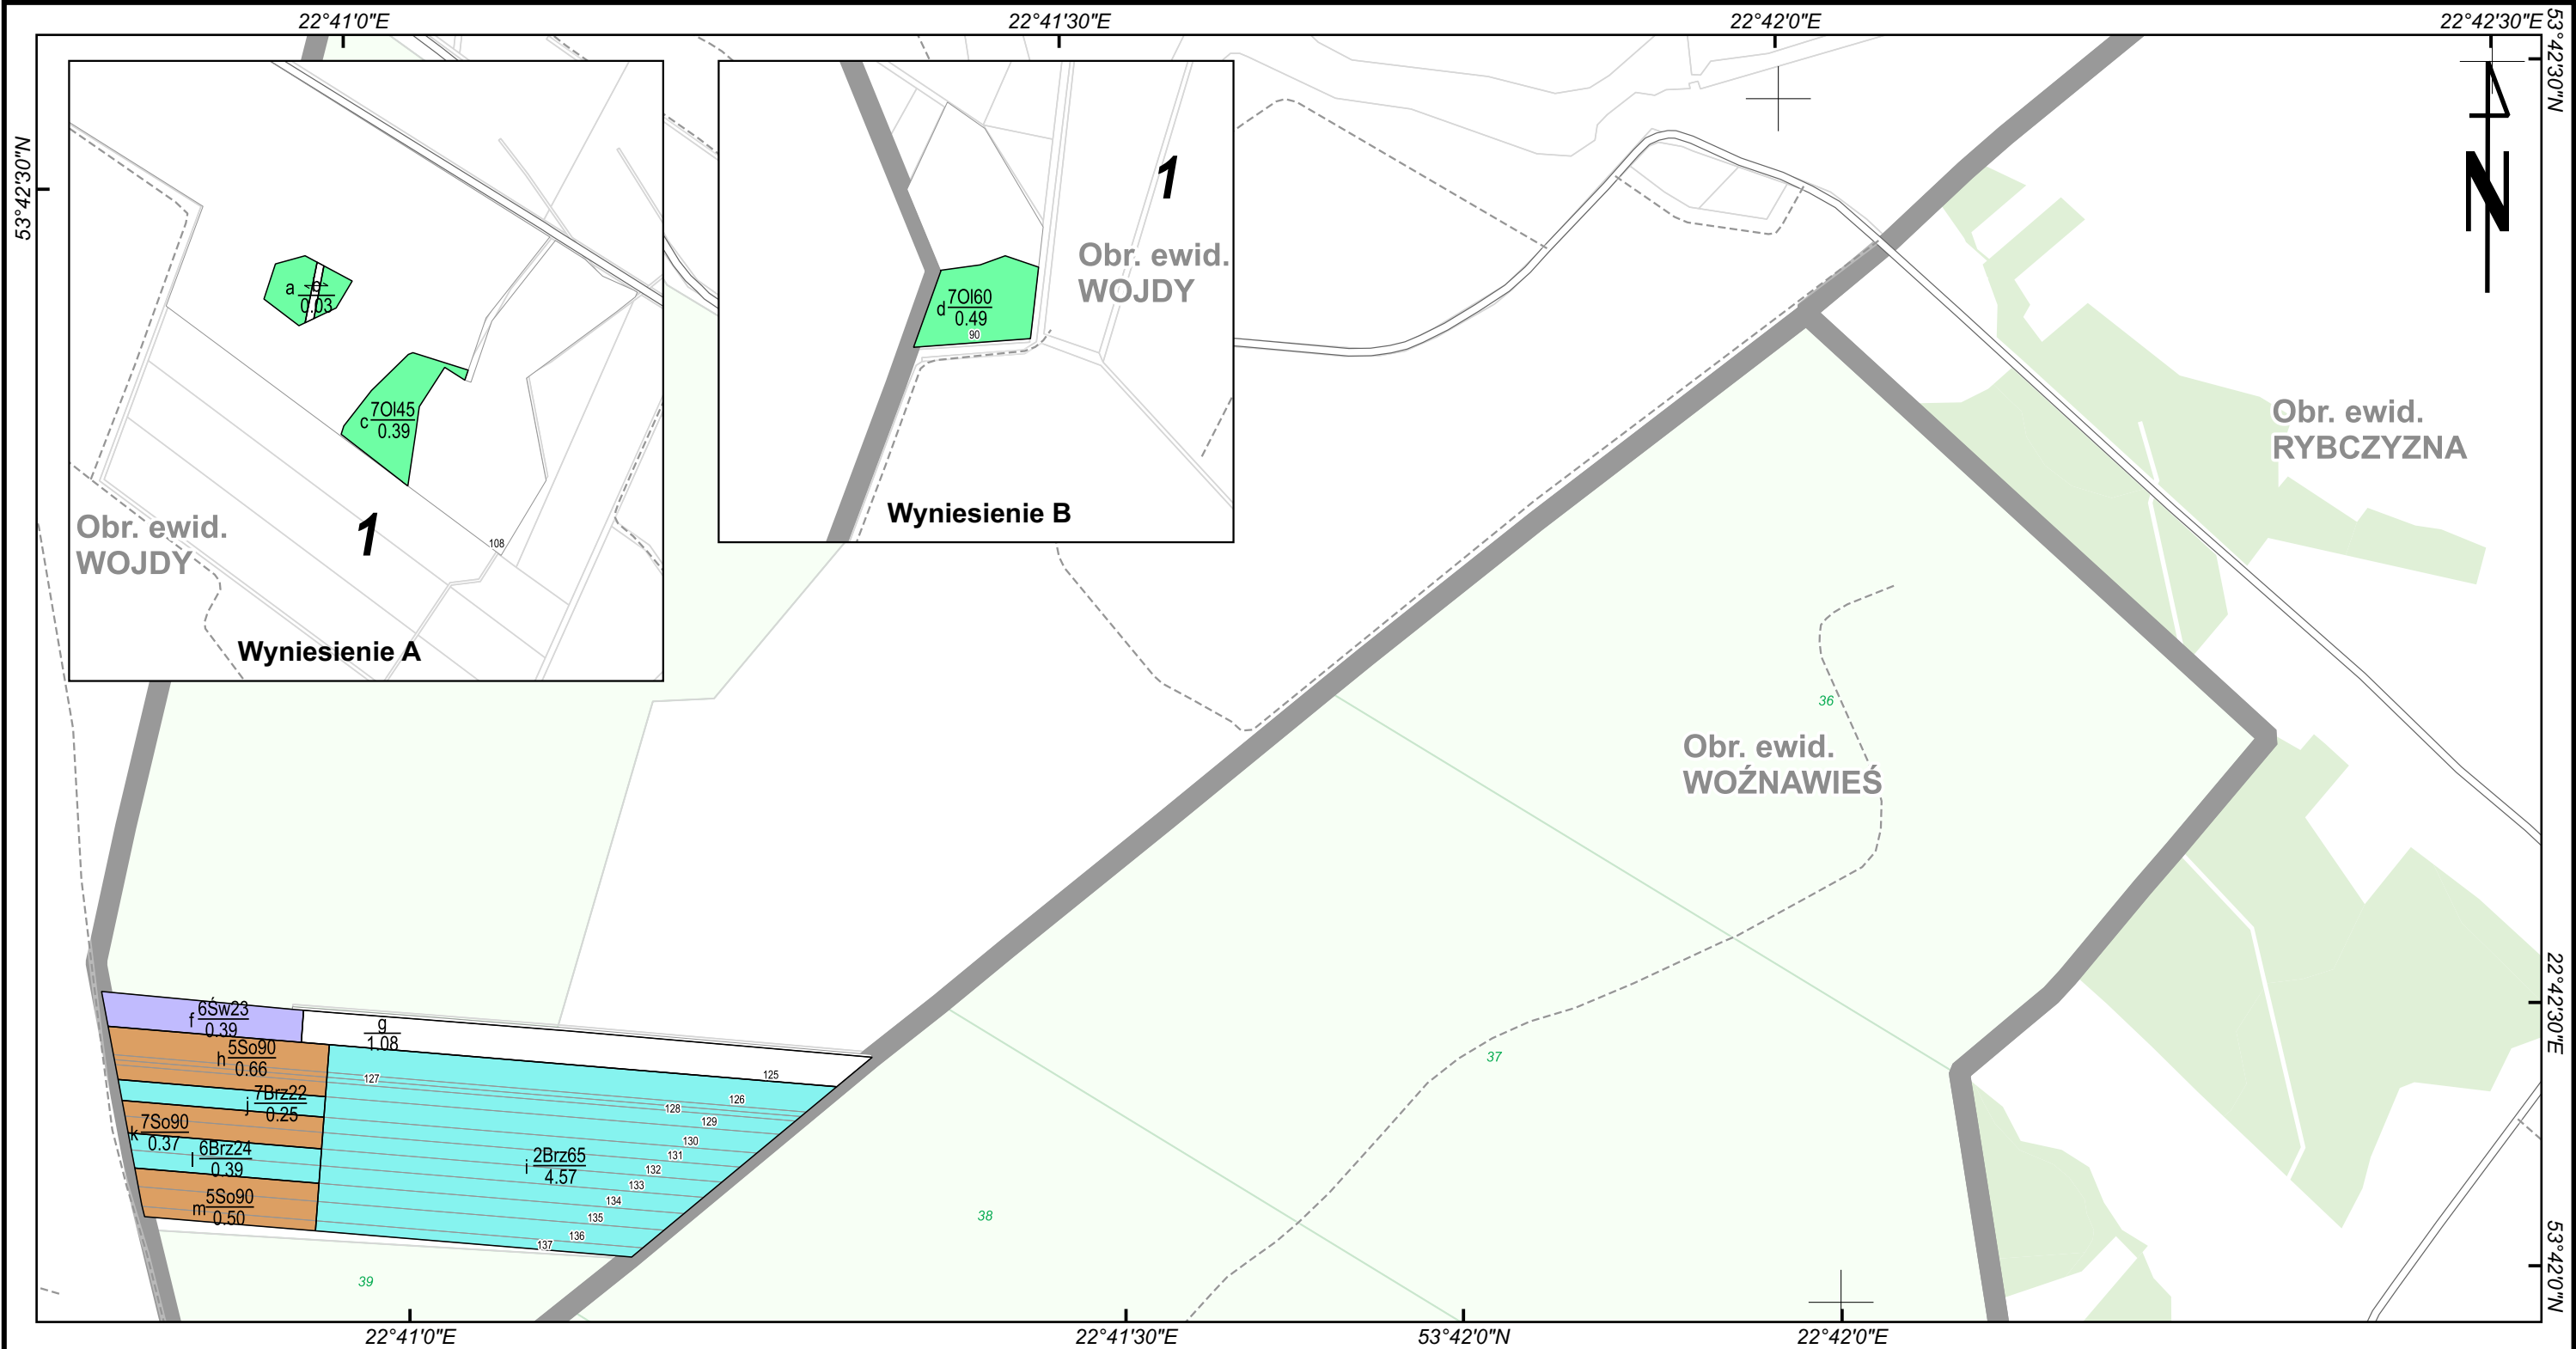 22°41'0"E
22°41'30"E
22°42'0"E
22°42'30"E
53°42'30"N
53°42'30"N
N
a
0.03
7Ol45
c
0.39
108
1
Obr. ewid.
WOJDY
Wyniesienie A
1
Obr. ewid.
WOJDY
7Ol60
d
0.49
90
Wyniesienie B
Obr. ewid.
RYBCZYZNA
36
Obr. ewid.
WOŹNAWIEŚ
37
38
39
6Św23
f
0.39
g
1.08
5So90
h
0.66
7Brz22
j
0.25
7So90
k
0.37
6Brz24
l
0.39
5So90
m
0.50
2Brz65
i
4.57
125
126
127
128
129
130
131
132
133
134
135
136
137
22°42'30"E
53°42'0"N
22°41'0"E
22°41'30"E
53°42'0"N
22°42'0"E